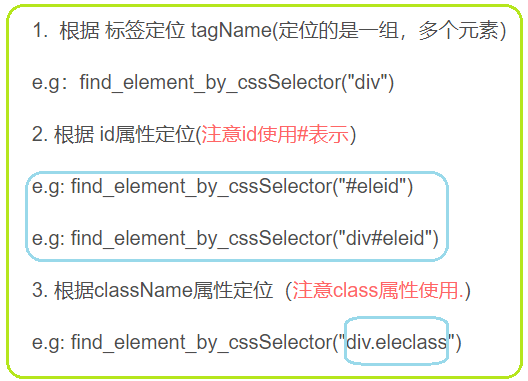 1.  根据 标签定位 tagName(定位的是一组，多个元素)
e.g：find_element_by_cssSelector("div")
2. 根据 id属性定位(注意id使用#表示)
e.g: find_element_by_cssSelector("#eleid")
e.g: find_element_by_cssSelector("div#eleid")
3. 根据className属性定位（注意class属性使用.)
e.g: find_element_by_cssSelector("div.eleclass")